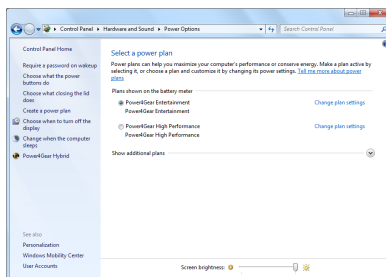 Control Panel ▸ Hardware and Sound ▸ Power Options
Search Control Panel
Control Panel Home
Require a password on wakeup
Choose what the power
buttons do
Choose what closing the lid
does
Create a power plan
Choose when to turn off the
display
Change when the computer
sleeps
Power4Gear Hybrid
See also
Personalization
Windows Mobility Center
User Accounts
Select a power plan
Power plans can help you maximize your computer's performance or conserve energy. Make a plan active by
selecting it, or choose a plan and customize it by changing its power settings. Tell me more about power
plans
Plans shown on the battery meter
Power4Gear Entertainment Change plan settings
Power4Gear Entertainment
Power4Gear High Performance Change plan settings
Power4Gear High Performance
Show additional plans
Screen brightness: